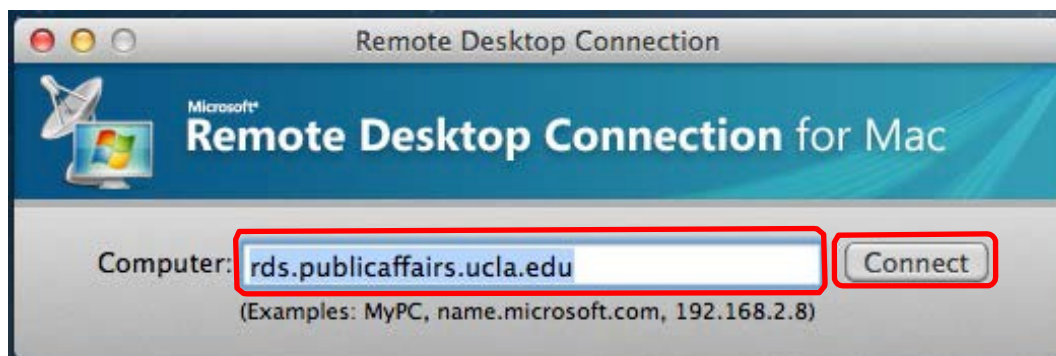 Remote Desktop Connection
Microsoft®
Remote Desktop Connection for Mac
Computer: rds.publicaffairs.ucla.edu Connect
(Examples: MyPC, name.microsoft.com, 192.168.2.8)